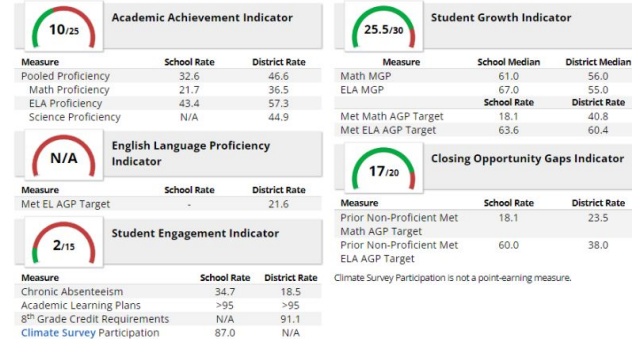 10/25
Academic Achievement Indicator
Measure School Rate District Rate
Pooled Proficiency 32.6 46.6
Math Proficiency 21.7 36.5
ELA Proficiency 43.4 57.3
Science Proficiency N/A 44.9
N/A
English Language Proficiency
Indicator
Measure School Rate District Rate
Met EL AGP Target - 21.6
2/15
Student Engagement Indicator
Measure School Rate District Rate
Chronic Absenteeism 34.7 18.5
Academic Learning Plans >95 >95
8th Grade Credit Requirements N/A 91.1
Climate Survey Participation 87.0 N/A
25.5/30
Student Growth Indicator
Measure School Median District Median
Math MGP 61.0 56.0
ELA MGP 67.0 55.0
School Rate District Rate
Met Math AGP Target 18.1 40.8
Met ELA AGP Target 63.6 60.4
17/20
Closing Opportunity Gaps Indicator
Measure School Rate District Rate
Prior Non-Proficient Met 18.1 23.5
Math AGP Target
Prior Non-Proficient Met 60.0 38.0
ELA AGP Target
Climate Survey Participation is not a point-earning measure.